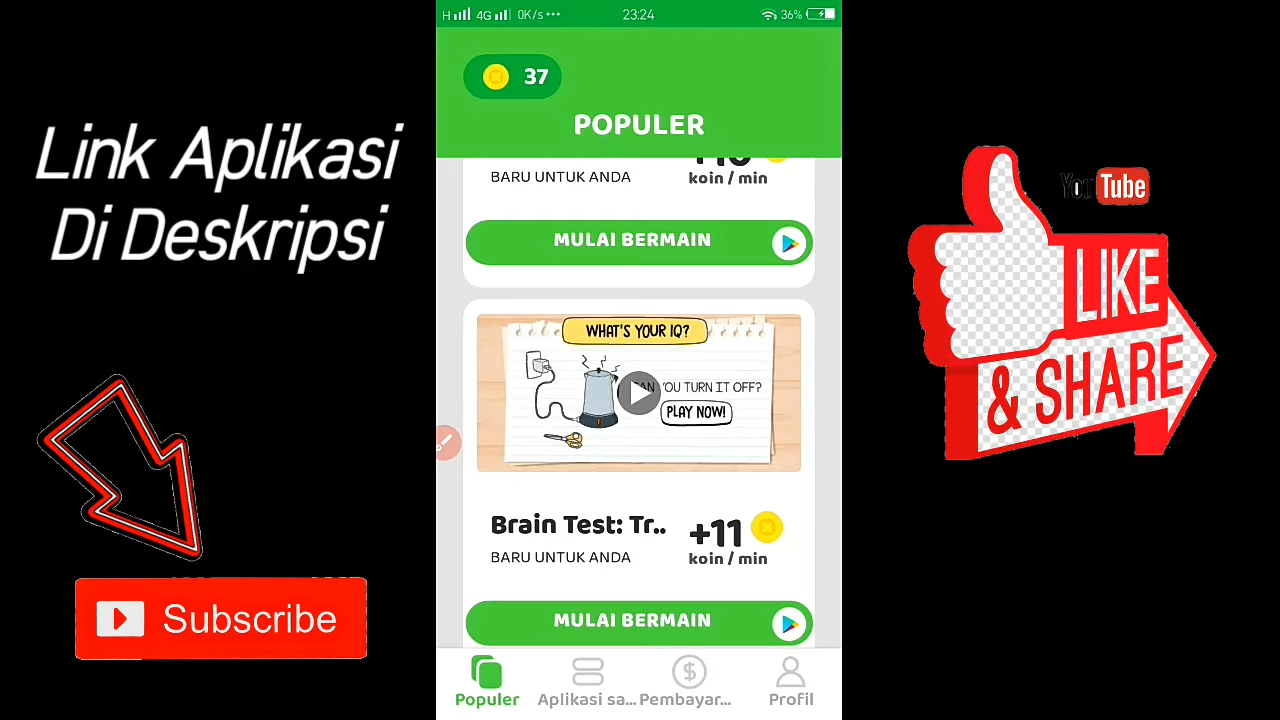 H 4G 0K/s ••• 23:24 36%
37
POPULER
BARU UNTUK ANDA
koin / min
MULAI BERMAIN
WHAT'S YOUR IQ?
YOU TURN IT OFF?
PLAY NOW!
Brain Test: Tr..
+11
BARU UNTUK ANDA
koin / min
MULAI BERMAIN
Populer
Aplikasi sa...
Pembayar...
Profil
Link Aplikasi
Di Deskripsi
Subscribe
YouTube
LIKE
& SHARE